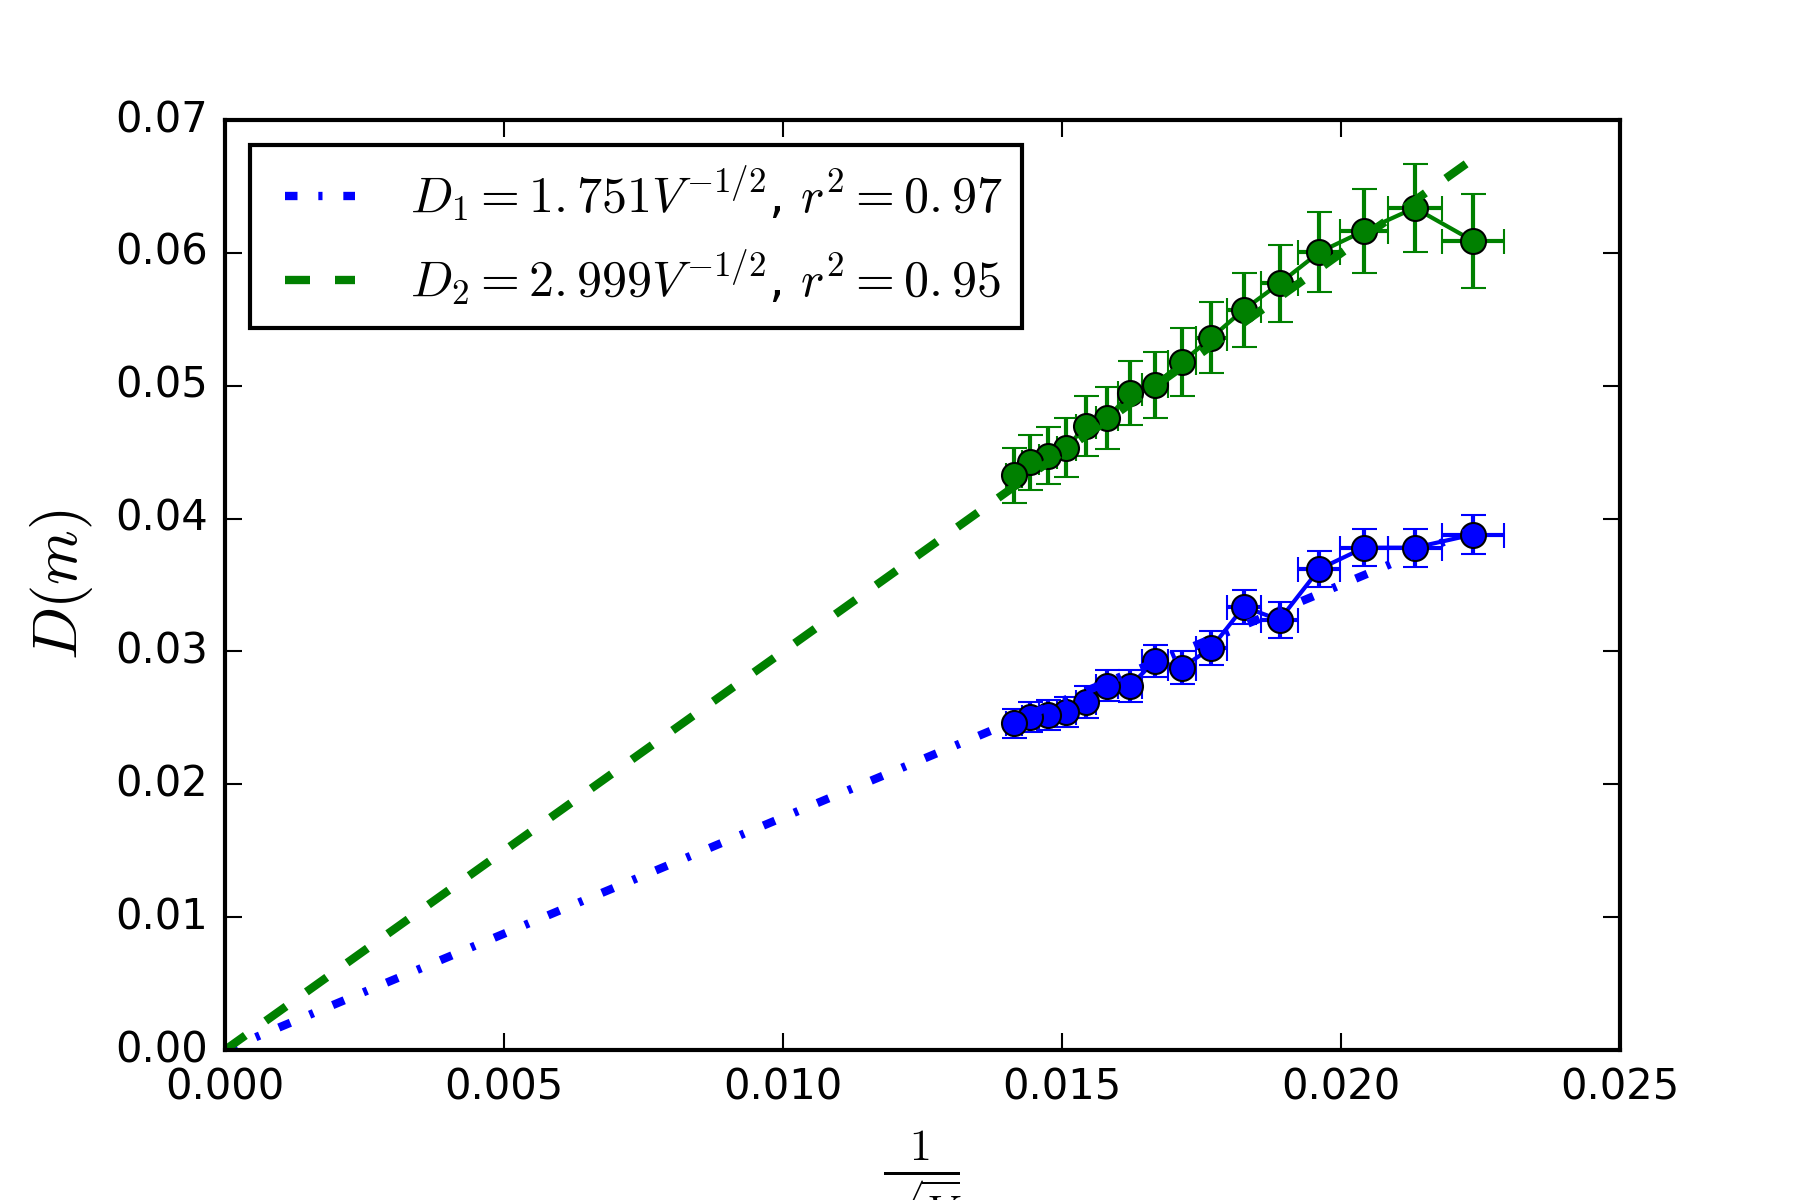 0.07
D₁ = 1.751V⁻¹/², r² = 0.97
D₂ = 2.999V⁻¹/², r² = 0.95
0.06
0.05
0.04
D(m)
0.03
0.02
0.01
0.00
0.000 0.005 0.010 0.015 0.020 0.025
1